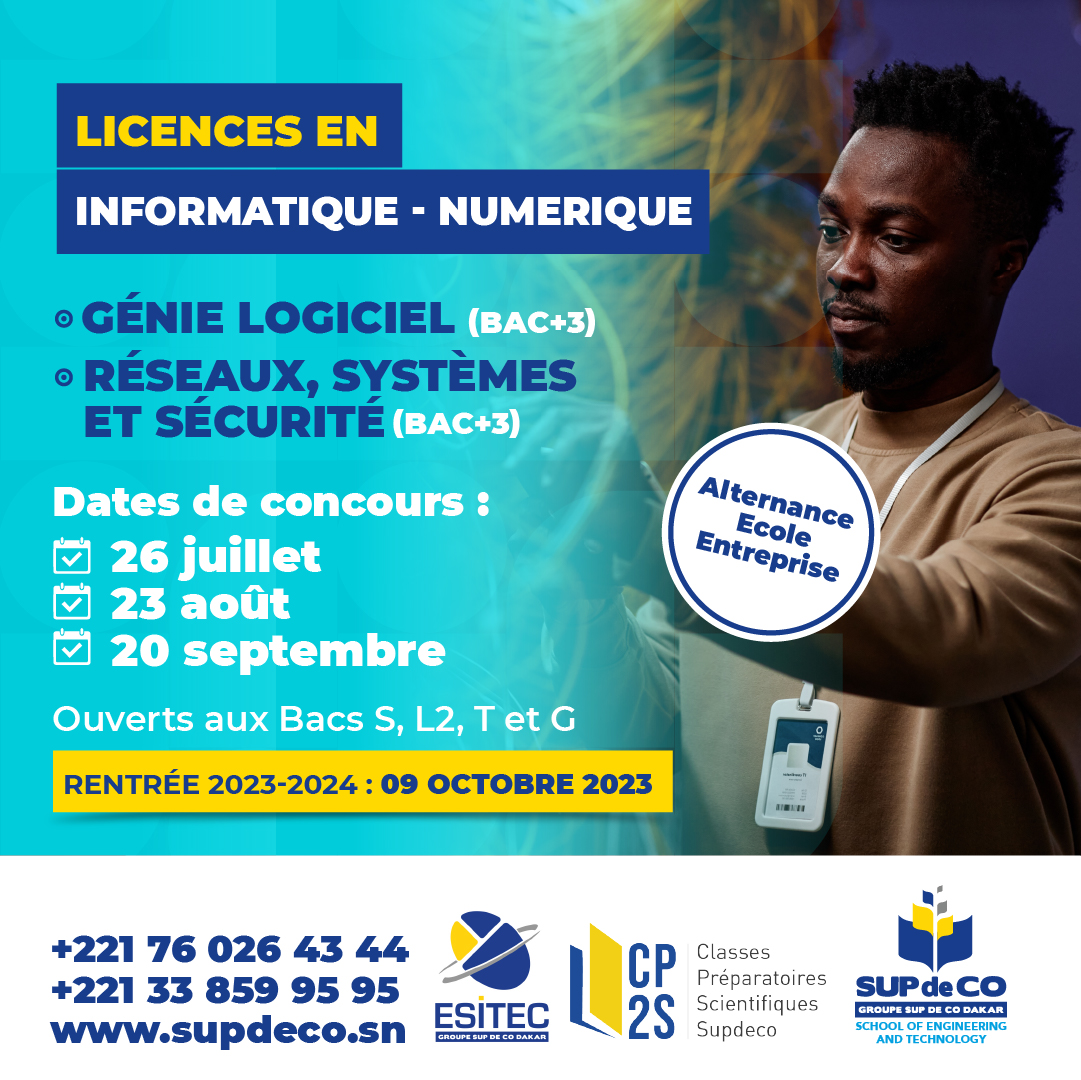 LICENCES EN
INFORMATIQUE - NUMERIQUE
GÉNIE LOGICIEL (BAC+3)
RÉSEAUX, SYSTÈMES
ET SÉCURITÉ (BAC+3)
Dates de concours :
26 juillet
23 août
20 septembre
Ouverts aux Bacs S, L2, T et G
RENTRÉE 2023-2024 : 09 OCTOBRE 2023
Alternance
Ecole
Entreprise
+221 76 026 43 44
+221 33 859 95 95
www.supdeco.sn
ESITEC
GROUPE SUP DE CO DAKAR
CP
2S
Classes
Préparatoires
Scientifiques
Supdeco
SUP de CO
GROUPE SUP DE CO DAKAR
SCHOOL OF ENGINEERING
AND TECHNOLOGY